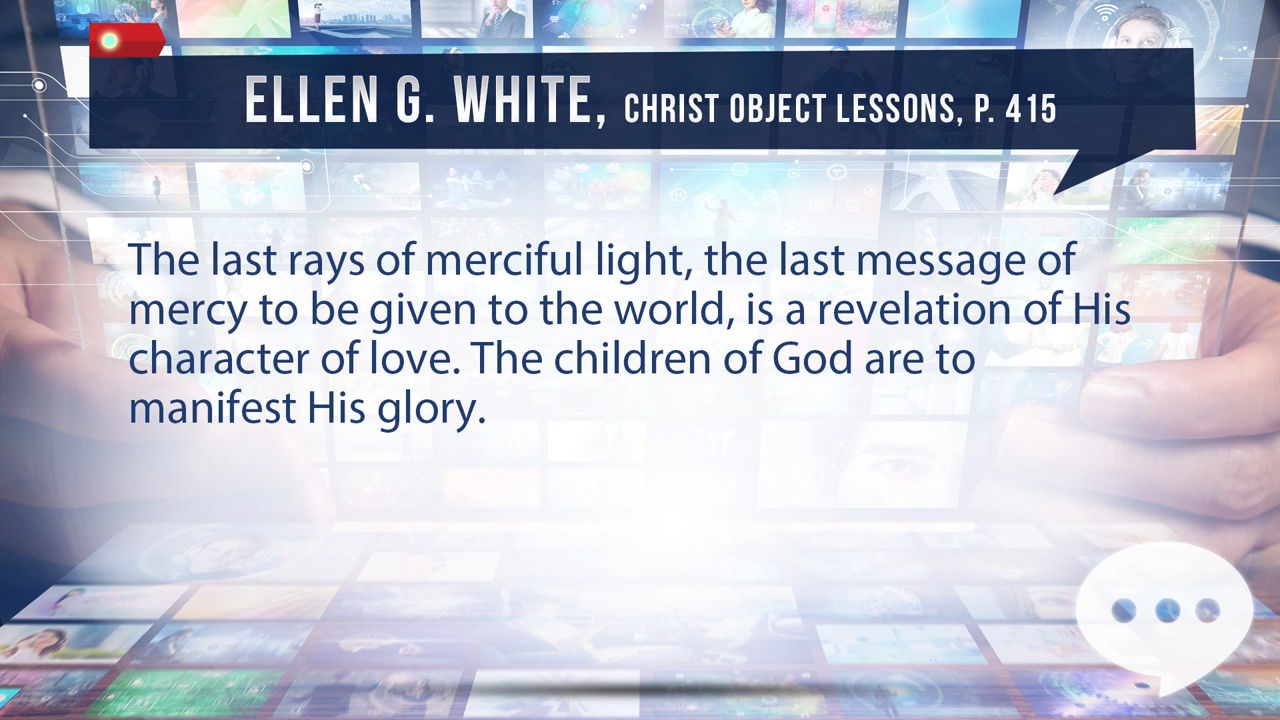 ELLEN G. WHITE, CHRIST OBJECT LESSONS, P. 415
The last rays of merciful light, the last message of
mercy to be given to the world, is a revelation of His
character of love. The children of God are to
manifest His glory.